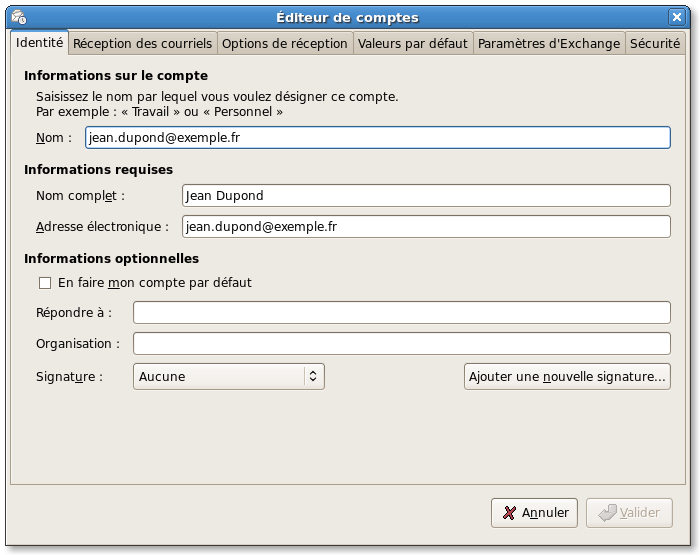 Éditeur de comptes
Identité Réception des courriels Options de réception Valeurs par défaut Paramètres d'Exchange Sécurité
Informations sur le compte
Saisissez le nom par lequel vous voulez désigner ce compte.
Par exemple : « Travail » ou « Personnel »
Nom : jean.dupond@exemple.fr
Informations requises
Nom complet : Jean Dupond
Adresse électronique : jean.dupond@exemple.fr
Informations optionnelles
En faire mon compte par défaut
Répondre à :
Organisation :
Signature : Aucune Ajouter une nouvelle signature...
Annuler Valider